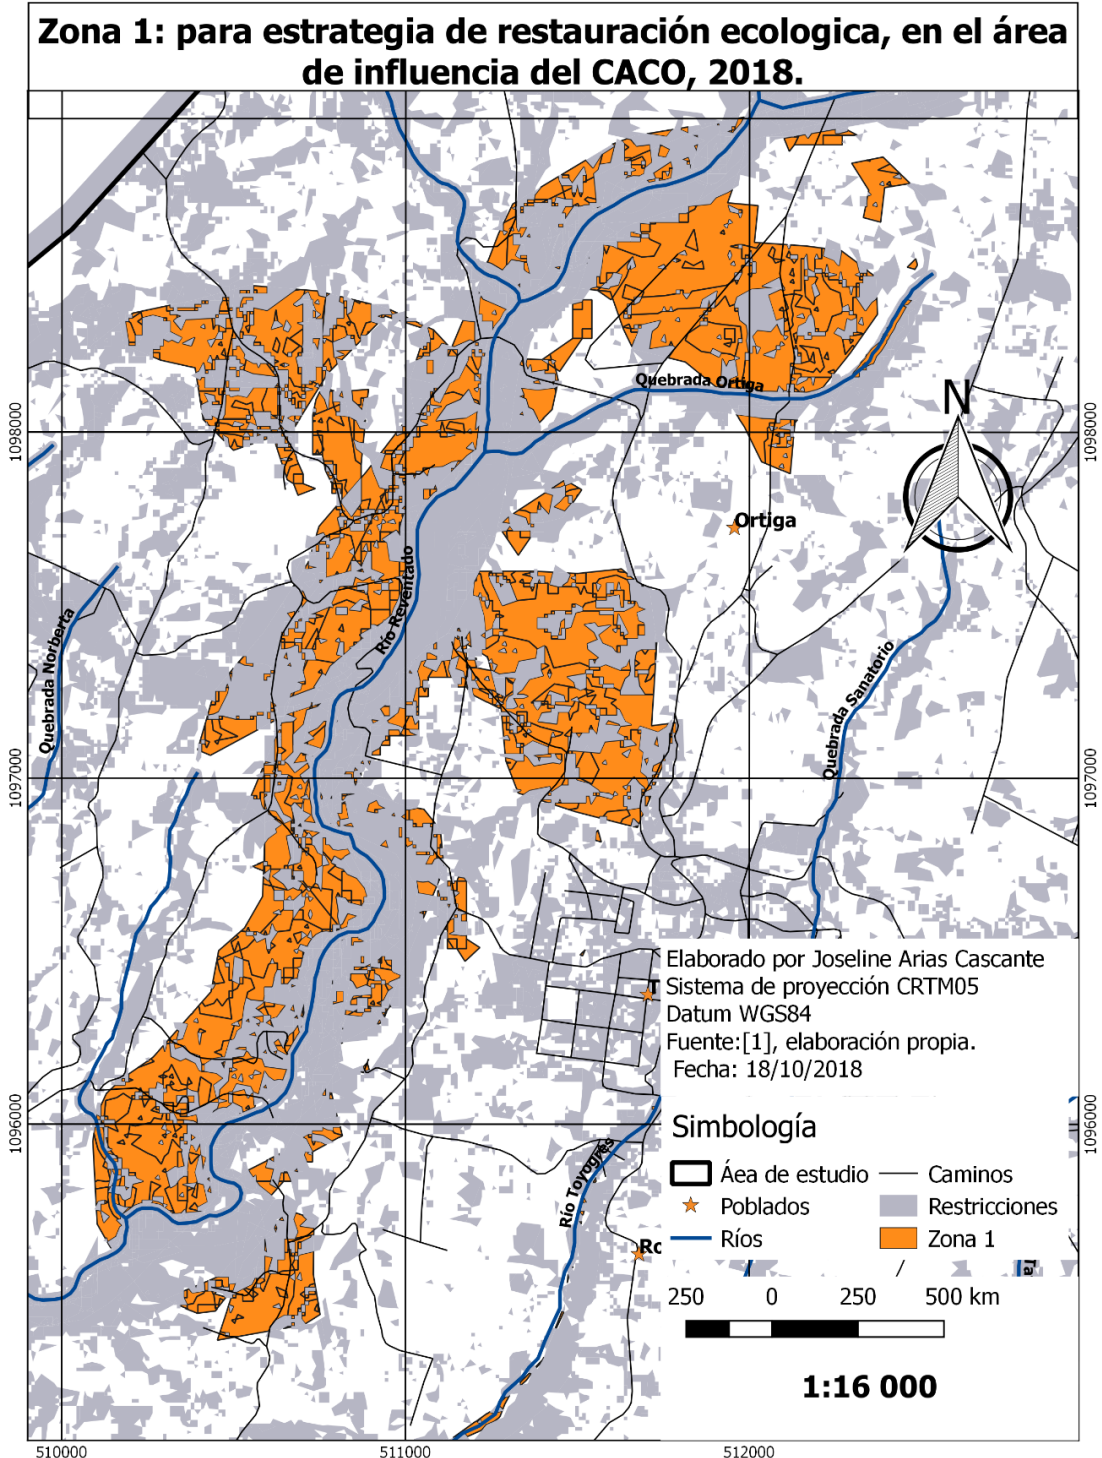 Zona 1: para estrategia de restauración ecologica, en el área
de influencia del CACO, 2018.
Quebrada Ortiga
N
1098000
1098000
Ortiga
Río Reventado
Quebrada Norberta
Quebrada Sanatorio
1097000
1097000
Elaborado por Joseline Arias Cascante
Sistema de proyección CRTM05
Datum WGS84
Fuente:[1], elaboración propia.
Fecha: 18/10/2018
T
1096000
1096000
Simbología
Áea de estudio
Caminos
Poblados
Restricciones
Ríos
Zona 1
Río Toyogres
Ro
250 0 250 500 km
1:16 000
510000
511000
512000